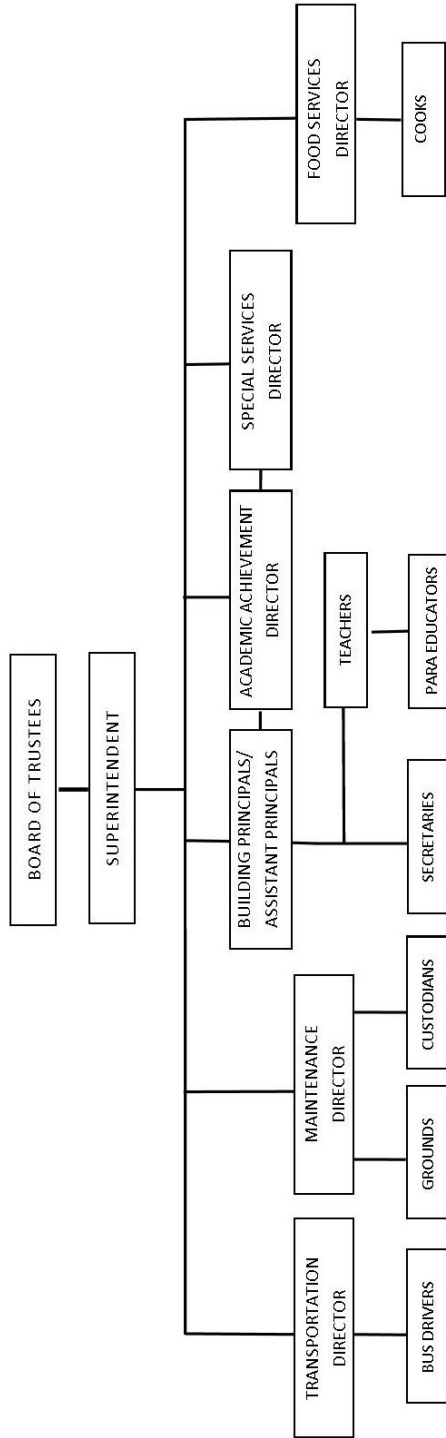 BOARD OF TRUSTEES
SUPERINTENDENT
TRANSPORTATION
DIRECTOR
MAINTENANCE
DIRECTOR
BUILDING PRINCIPALS/
ASSISTANT PRINCIPALS
ACADEMIC ACHIEVEMENT
DIRECTOR
SPECIAL SERVICES
DIRECTOR
FOOD SERVICES
DIRECTOR
TEACHERS
BUS DRIVERS
GROUNDS
CUSTODIANS
SECRETARIES
PARA EDUCATORS
COOKS